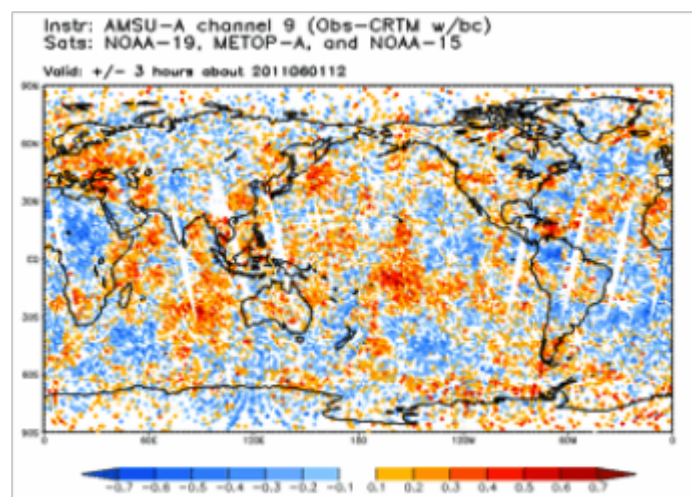 Instr: AMSU-A channel 9 (Obs-CRTM w/bc)
Sats: NOAA-19, METOP-A, and NOAA-15
Valid: +/- 3 hours about 2011060112
90N
60N
30N
EQ
30S
60S
90S
0 60E 120E 180 120W 60W 0
-0.7 -0.6 -0.5 -0.4 -0.3 -0.2 -0.1 0.1 0.2 0.3 0.4 0.5 0.6 0.7